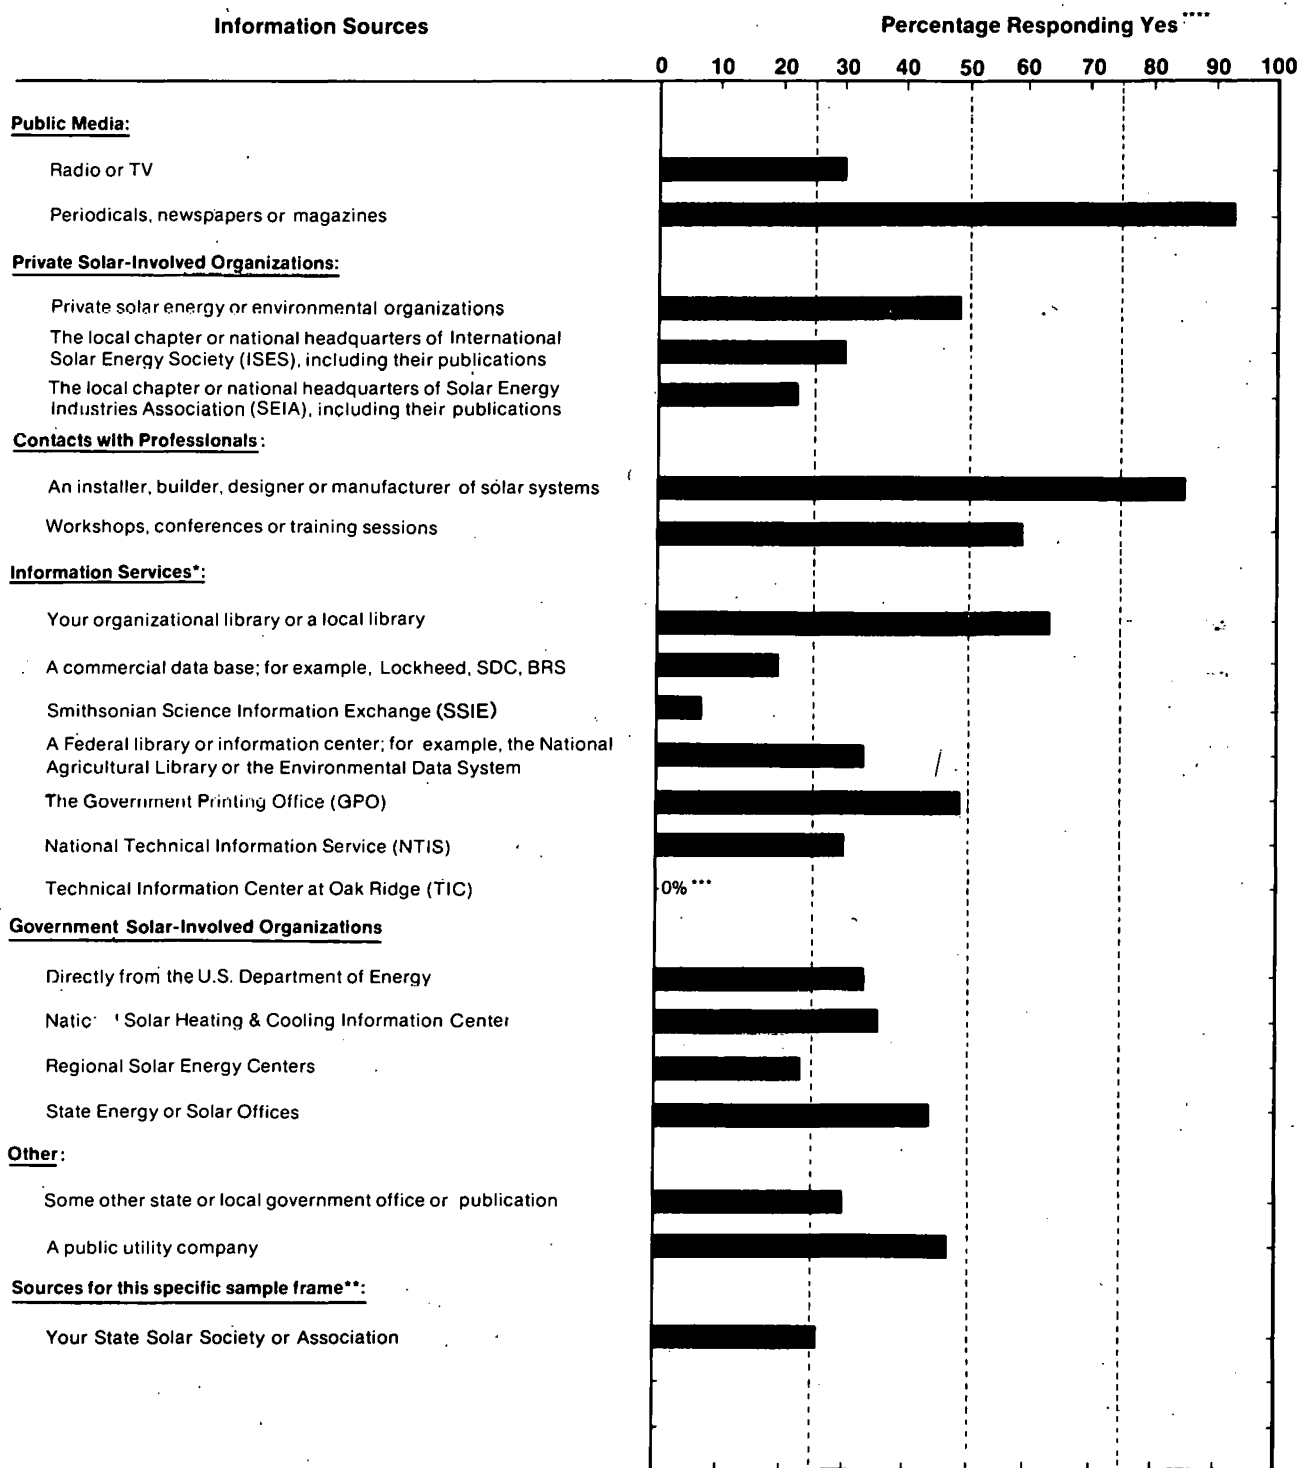 Information Sources
Percentage Responding Yes ****
0 10 20 30 40 50 60 70 80 90 100
Public Media:
Radio or TV
Periodicals, newspapers or magazines
Private Solar-Involved Organizations:
Private solar energy or environmental organizations
The local chapter or national headquarters of International
Solar Energy Society (ISES), including their publications
The local chapter or national headquarters of Solar Energy
Industries Association (SEIA), including their publications
Contacts with Professionals:
An installer, builder, designer or manufacturer of solar systems
Workshops, conferences or training sessions
Information Services*:
Your organizational library or a local library
A commercial data base; for example, Lockheed, SDC, BRS
Smithsonian Science Information Exchange (SSIE)
A Federal library or information center; for example, the National
Agricultural Library or the Environmental Data System
The Government Printing Office (GPO)
National Technical Information Service (NTIS)
Technical Information Center at Oak Ridge (TIC)
0% ***
Government Solar-Involved Organizations
Directly from the U.S. Department of Energy
Solar Heating & Cooling Information Center
Regional Solar Energy Centers
State Energy or Solar Offices
Other:
Some other state or local government office or publication
A public utility company
Sources for this specific sample frame**:
Your State Solar Society or Association